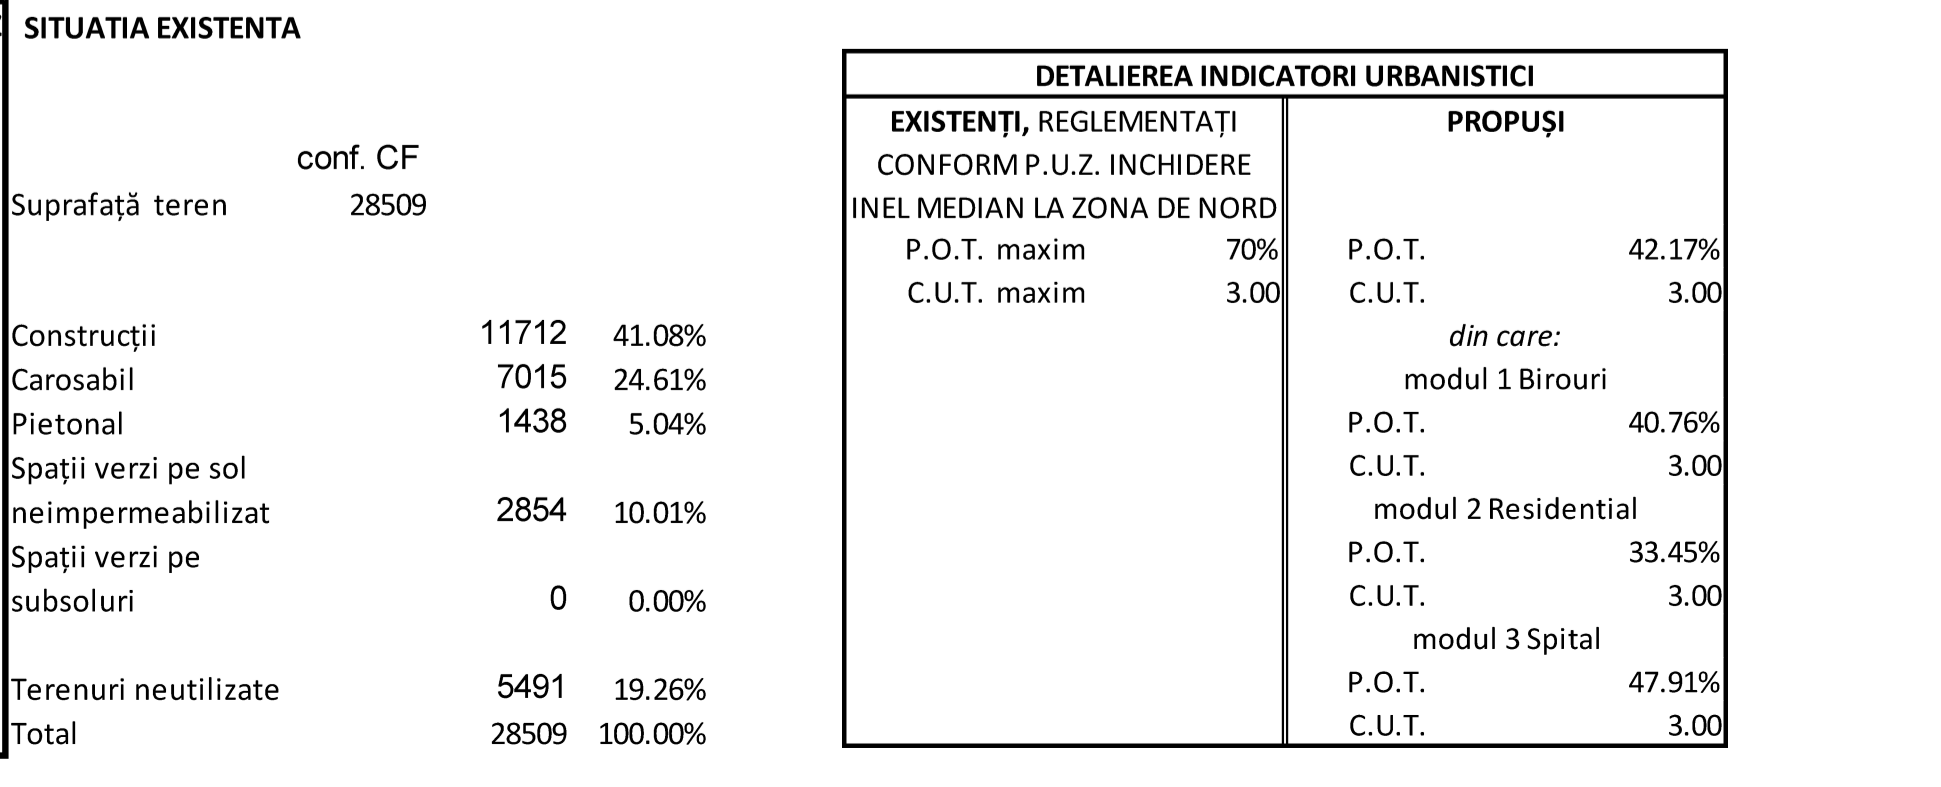 SITUATIA EXISTENTA
conf. CF
Suprafață teren 28509
Construcții 11712 41.08%
Carosabil 7015 24.61%
Pietonal 1438 5.04%
Spații verzi pe sol
neimpermeabilizat 2854 10.01%
Spații verzi pe
subsoluri 0 0.00%
Terenuri neutilizate 5491 19.26%
Total 28509 100.00%
DETALIEREA INDICATORI URBANISTICI
EXISTENȚI, REGLEMENTAȚI
CONFORM P.U.Z. INCHIDERE
INEL MEDIAN LA ZONA DE NORD
P.O.T. maxim 70%
C.U.T. maxim 3.00
PROPUȘI
P.O.T. 42.17%
C.U.T. 3.00
din care:
modul 1 Birouri
P.O.T. 40.76%
C.U.T. 3.00
modul 2 Residential
P.O.T. 33.45%
C.U.T. 3.00
modul 3 Spital
P.O.T. 47.91%
C.U.T. 3.00